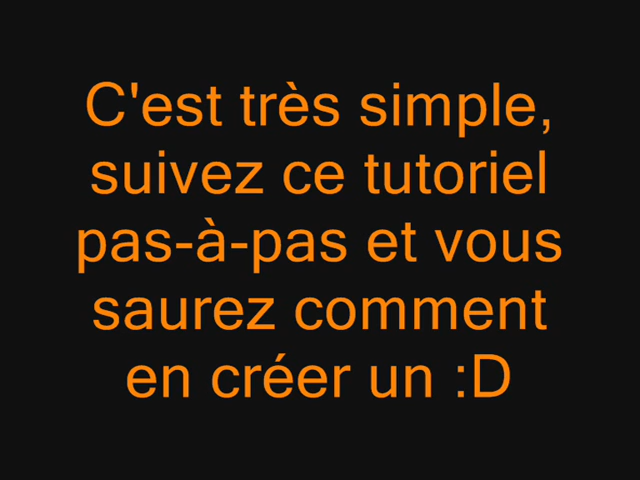 C'est très simple,
suivez ce tutoriel
pas-à-pas et vous
saurez comment
en créer un :D